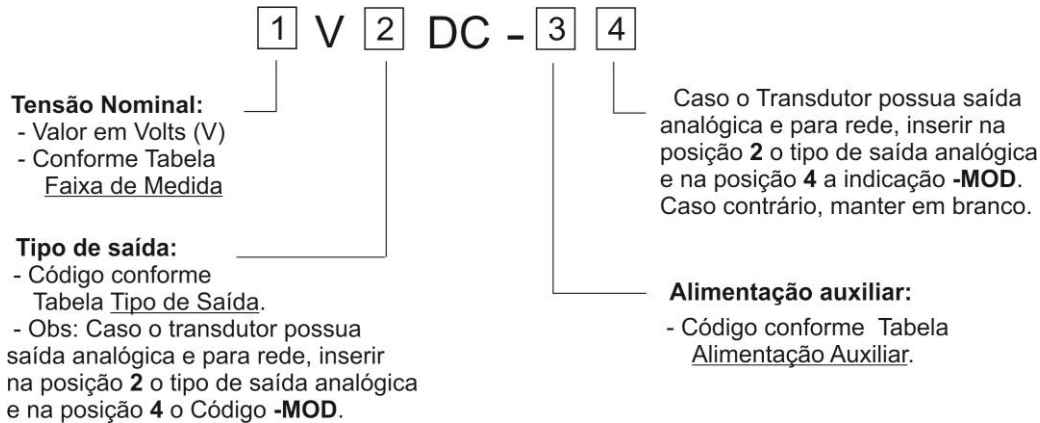 1 V 2 DC - 3 4
Tensão Nominal:
- Valor em Volts (V)
- Conforme Tabela
Faixa de Medida
Tipo de saída:
- Código conforme
Tabela Tipo de Saída.
- Obs: Caso o transdutor possua
saída analógica e para rede, inserir
na posição 2 o tipo de saída analógica
e na posição 4 o Código -MOD.
Caso o Transdutor possua saída
analógica e para rede, inserir na
posição 2 o tipo de saída analógica
e na posição 4 a indicação -MOD.
Caso contrário, manter em branco.
Alimentação auxiliar:
- Código conforme Tabela
Alimentação Auxiliar.